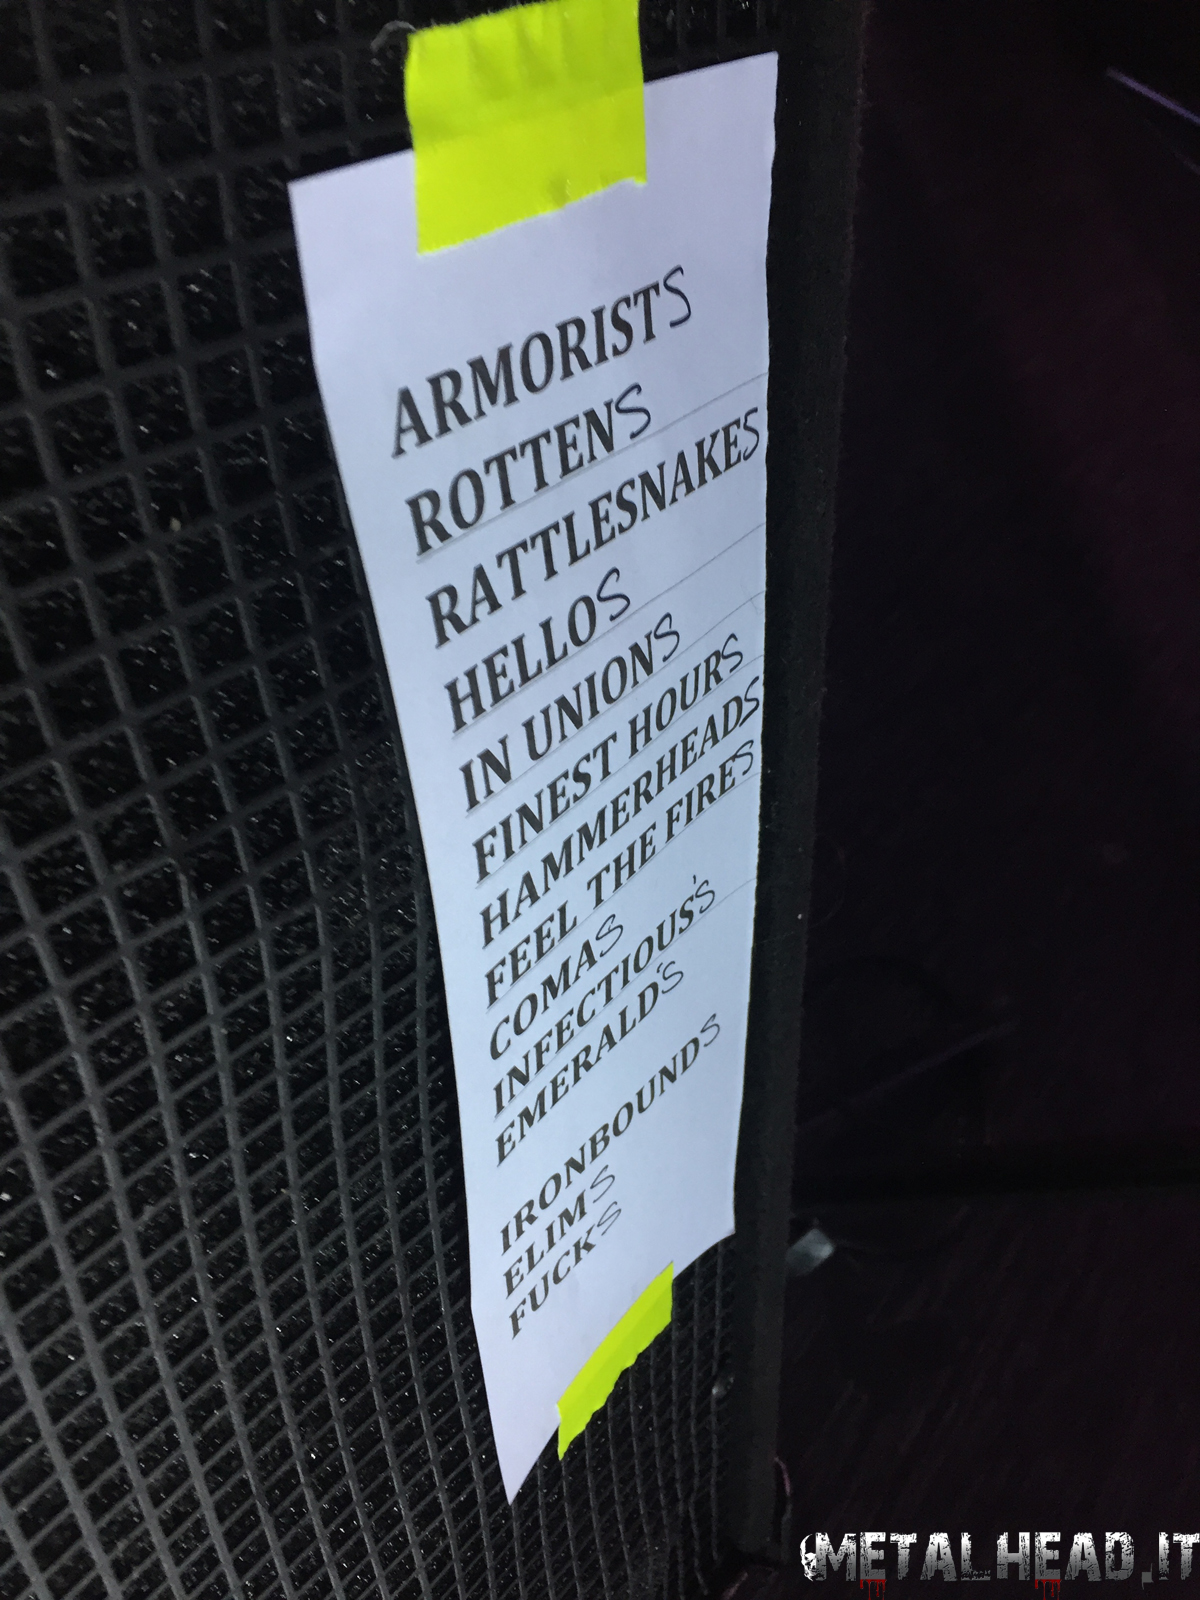 ARMORISTS
ROTTENS
RATTLESNAKES
HELLOS
IN UNIONS
FINEST HOURS
HAMMERHEADS
FEEL THE FIRES
COMAS
INFECTIOUS'S
EMERALD'S
IRONBOUNDS
ELIMS
FUCKS
METALHEAD.IT